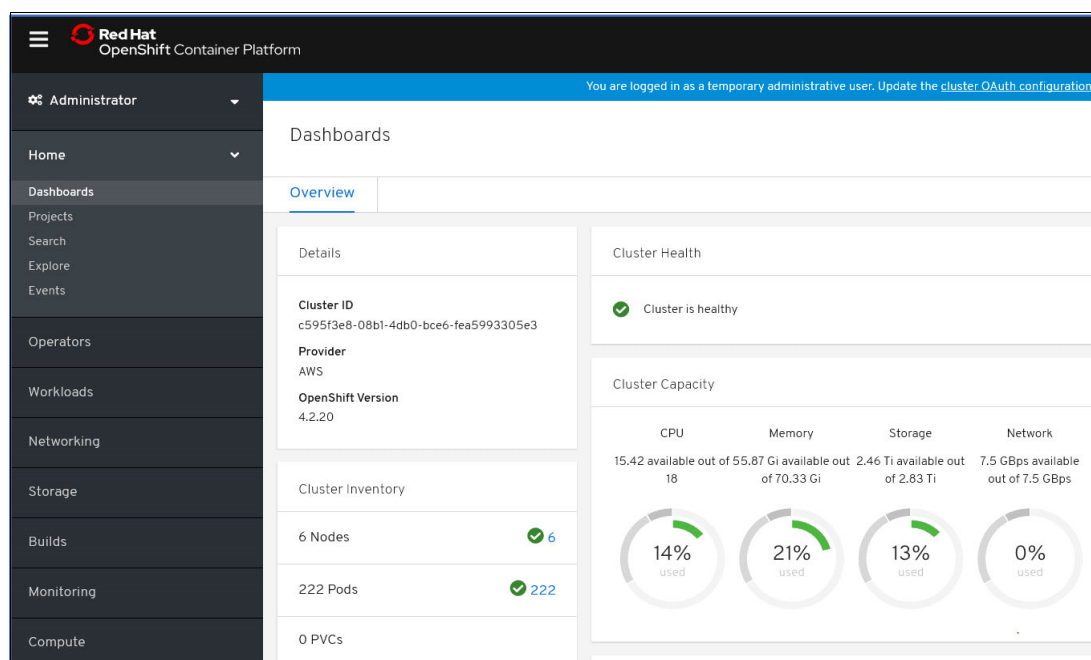 Red Hat
OpenShift Container Platform
You are logged in as a temporary administrative user. Update the cluster OAuth configuration
Administrator
Home
Dashboards
Projects
Search
Explore
Events
Operators
Workloads
Networking
Storage
Builds
Monitoring
Compute
Dashboards
Overview
Details
Cluster ID
c595f3e8-08b1-4db0-bce6-fea5993305e3
Provider
AWS
OpenShift Version
4.2.20
Cluster Inventory
6 Nodes 6
222 Pods 222
0 PVCs
Cluster Health
Cluster is healthy
Cluster Capacity
CPU Memory Storage Network
15.42 available out of 55.87 Gi available out 2.46 Ti available out 7.5 GBps available
18 of 70.33 Gi of 2.83 Ti out of 7.5 GBps
14% 21% 13% 0%
used used used used